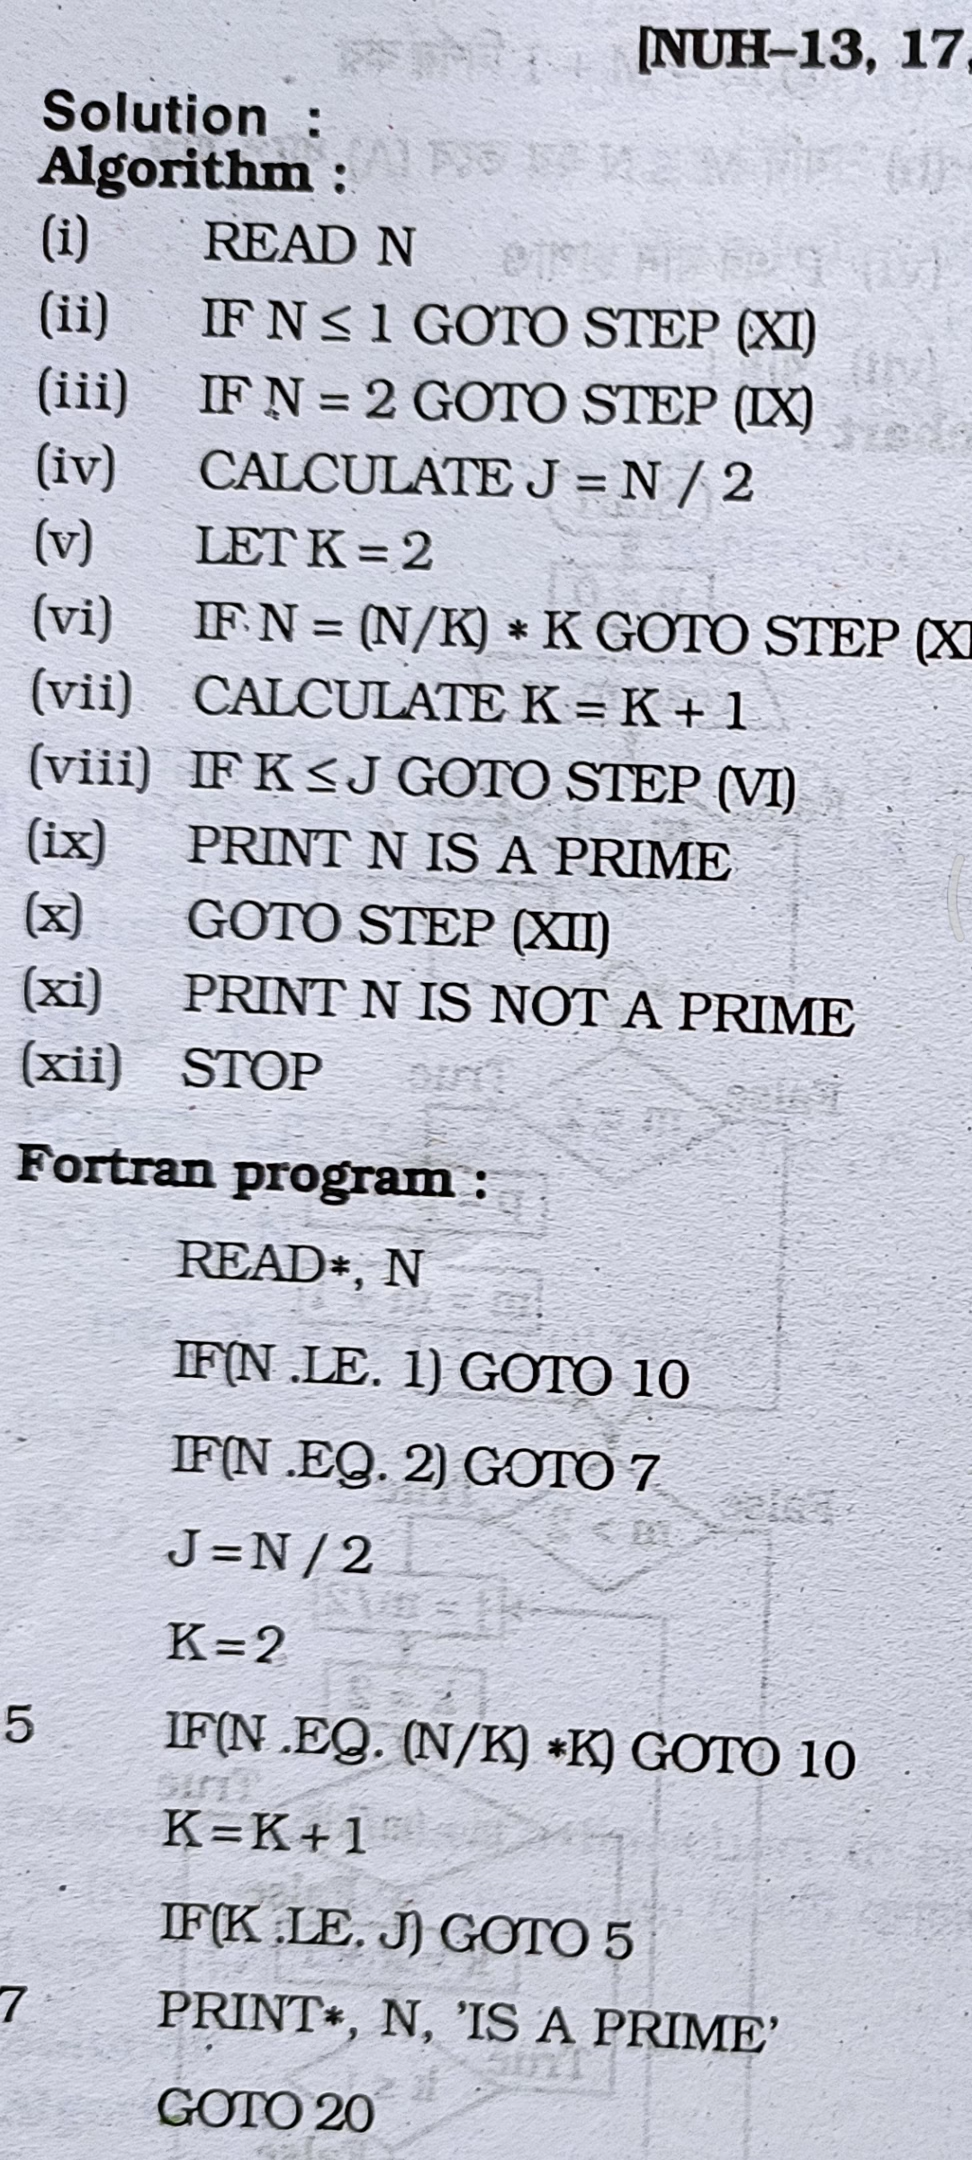 [NUH–13, 17,
Solution :
Algorithm :
(i) READ N
(ii) IF N ≤ 1 GOTO STEP (XI)
(iii) IF N = 2 GOTO STEP (IX)
(iv) CALCULATE J = N / 2
(v) LET K = 2
(vi) IF N = (N/K) * K GOTO STEP (XI
(vii) CALCULATE K = K + 1
(viii) IF K ≤ J GOTO STEP (VI)
(ix) PRINT N IS A PRIME
(x) GOTO STEP (XII)
(xi) PRINT N IS NOT A PRIME
(xii) STOP
Fortran program :
READ*, N
IF(N .LE. 1) GOTO 10
IF(N .EQ. 2) GOTO 7
J = N / 2
K = 2
5 IF(N .EQ. (N/K) *K) GOTO 10
K = K + 1
IF(K .LE. J) GOTO 5
7 PRINT*, N, 'IS A PRIME'
GOTO 20